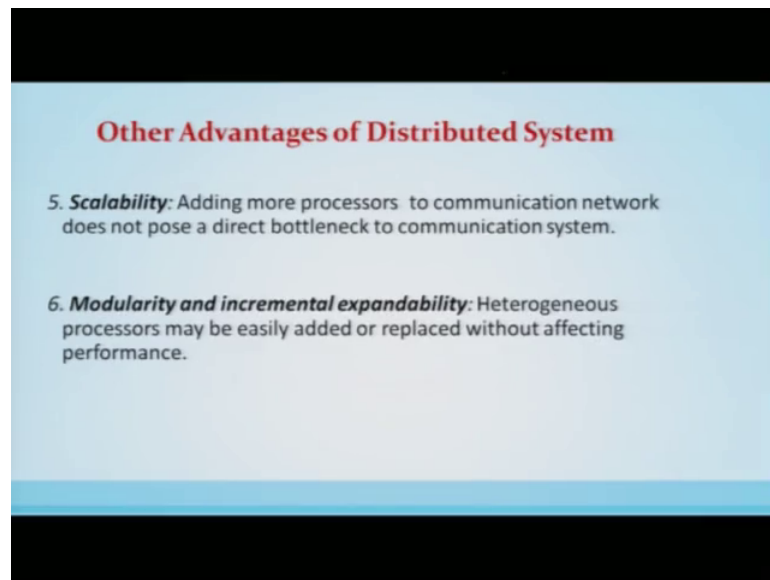 Other Advantages of Distributed System
5. Scalability: Adding more processors to communication network
does not pose a direct bottleneck to communication system.
6. Modularity and incremental expandability: Heterogeneous
processors may be easily added or replaced without affecting
performance.